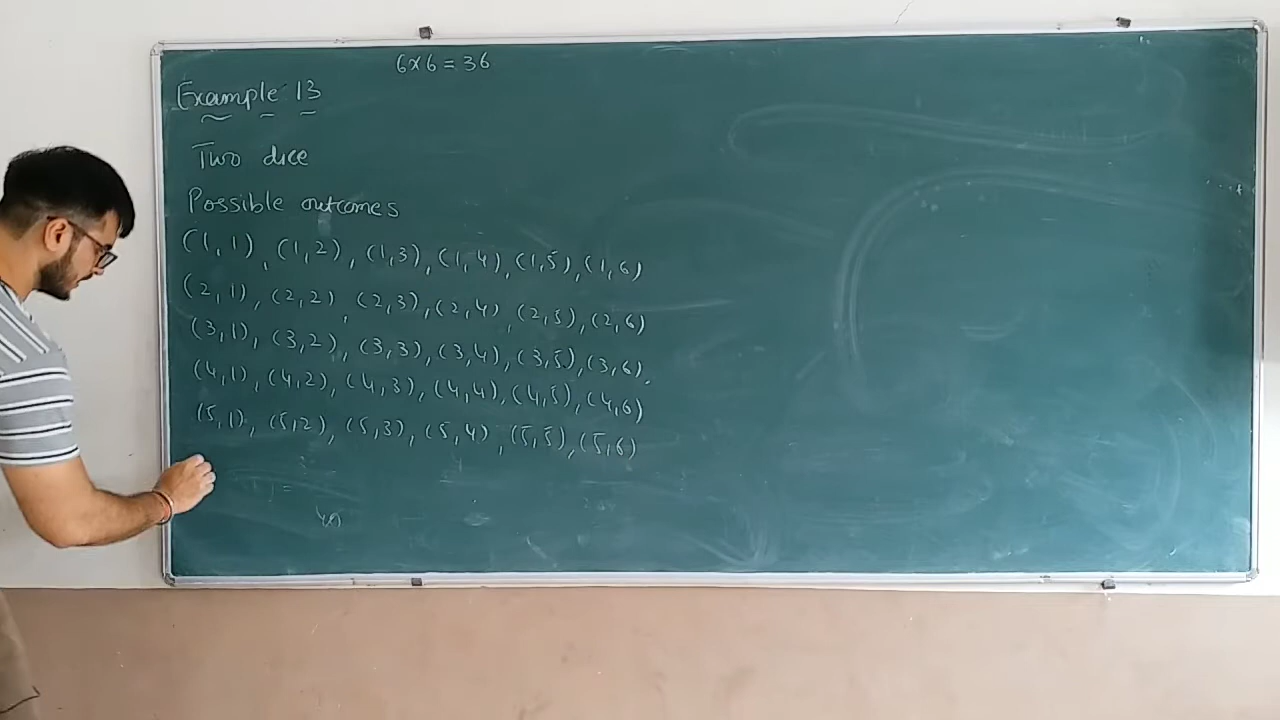 6×6=36
Example 13
Two dice
Possible outcomes
(1,1), (1,2), (1,3), (1,4), (1,5), (1,6)
(2,1), (2,2), (2,3), (2,4), (2,5), (2,6)
(3,1), (3,2), (3,3), (3,4), (3,5), (3,6),
(4,1), (4,2), (4,3), (4,4), (4,5), (4,6)
(5,1), (5,2), (5,3), (5,4), (5,5), (5,6)